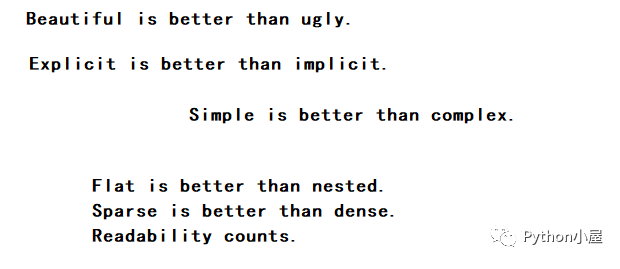 Beautiful is better than ugly.
Explicit is better than implicit.
Simple is better than complex.
Flat is better than nested.
Sparse is better than dense.
Readability counts.
Python小屋